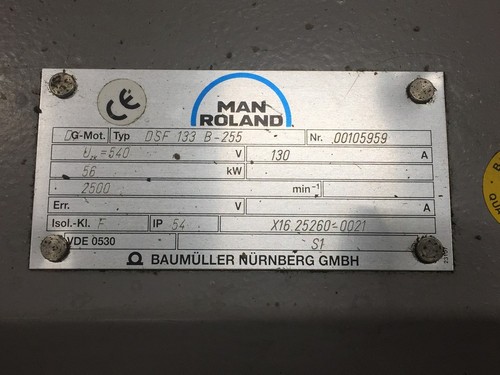 CE
MAN
ROLAND
G-Mot. Typ DSF 133 B-255 Nr. 00105959
=540 V 130 A
56 kW
2500 min⁻¹
Err. V A
Isol.-Kl. F IP 54 X16.25260-0021
VDE 0530 S1
BAUMÜLLER NÜRNBERG GMBH